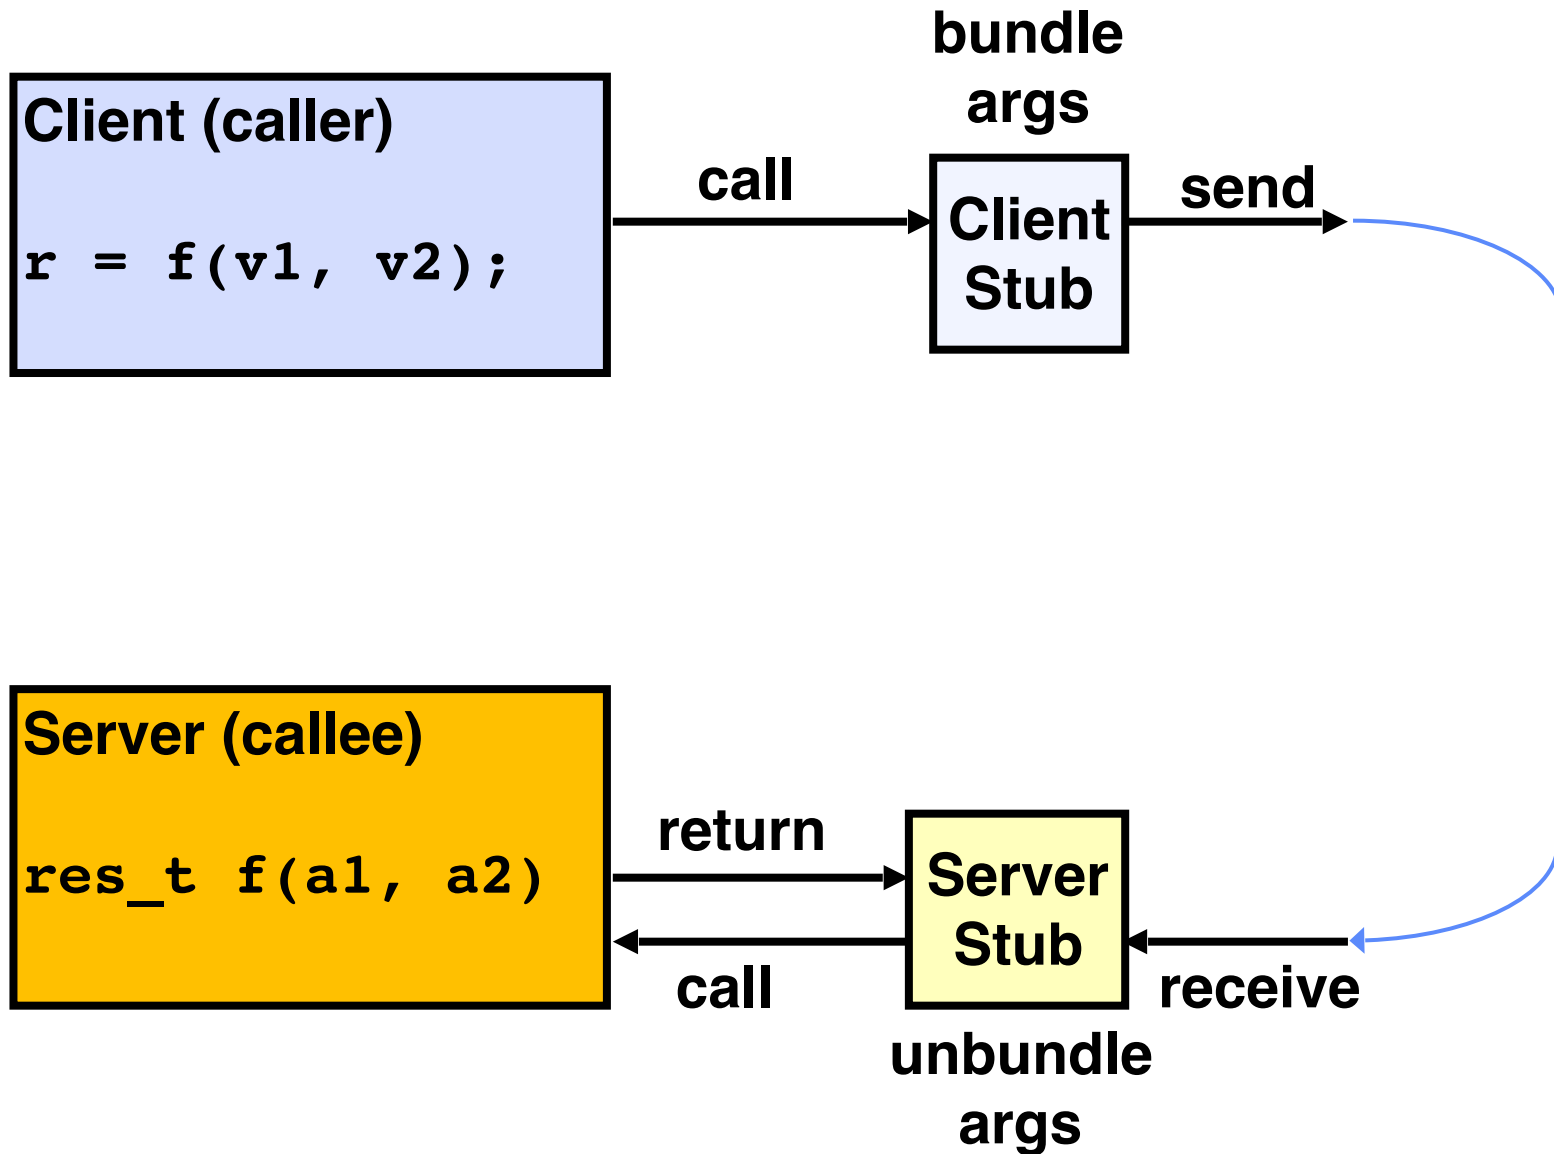 bundle
args
Client (caller)
r = f(v1, v2);
call
Client
Stub
send
Server (callee)
res_t f(a1, a2)
return
call
Server
Stub
receive
unbundle
args